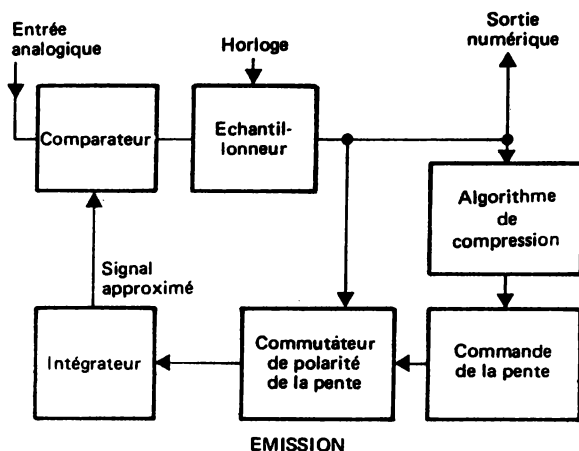 Entrée
analogique
Horloge
Sortie
numérique
Comparateur
Echantil-
lonneur
Algorithme
de
compression
Signal
approximé
Intégrateur
Commutateur
de polarité
de la pente
Commande
de la pente
EMISSION